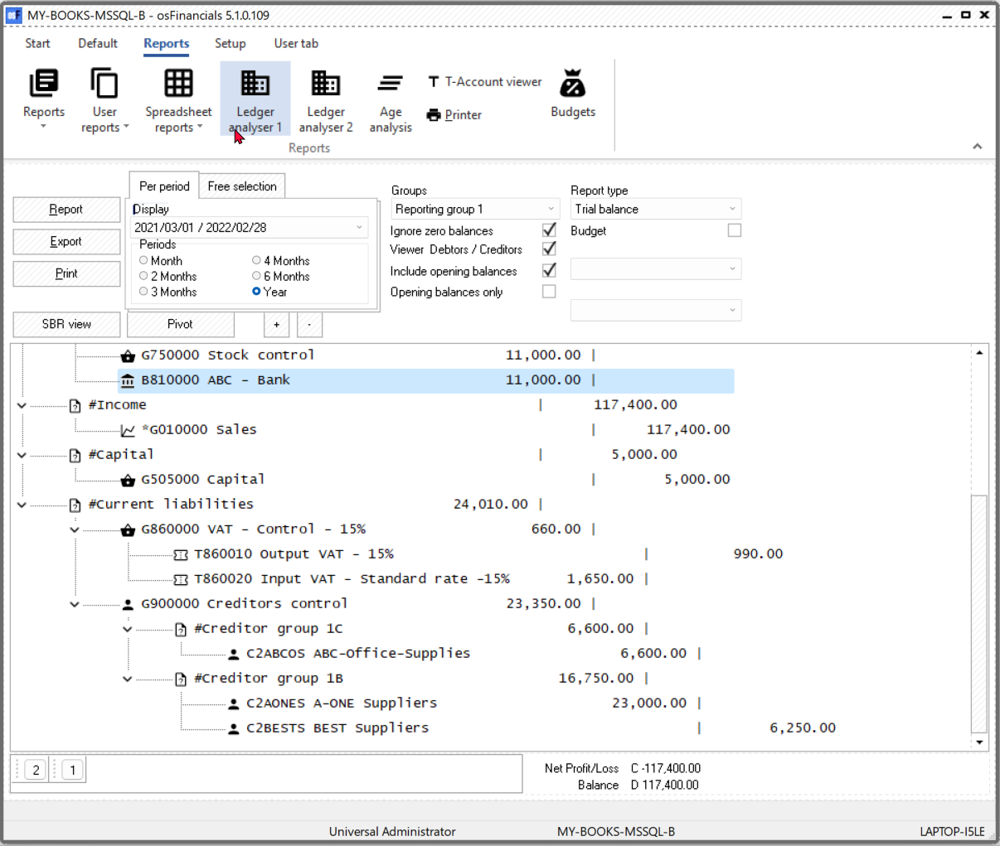 MY-BOOKS-MSSQL-B - osFinancials 5.1.0.109
Start Default Reports Setup User tab
Reports
User reports
Spreadsheet reports
Ledger analyser 1
Ledger analyser 2
Age analysis
T-Account viewer
Printer
Budgets
Reports
Report
Export
Print
SBR view
Per period Free selection
Display
2021/03/01 / 2022/02/28
Periods
Month 4 Months
2 Months 6 Months
3 Months Year
Pivot + -
Groups
Reporting group 1
Ignore zero balances
Viewer Debtors / Creditors
Include opening balances
Opening balances only
Report type
Trial balance
Budget
G750000 Stock control 11,000.00 |
B810000 ABC - Bank 11,000.00 |
#Income | 117,400.00
*G010000 Sales | 117,400.00
#Capital | 5,000.00
G505000 Capital | 5,000.00
#Current liabilities 24,010.00 |
G860000 VAT - Control - 15% 660.00 |
T860010 Output VAT - 15% | 990.00
T860020 Input VAT - Standard rate -15% 1,650.00 |
G900000 Creditors control 23,350.00 |
#Creditor group 1C 6,600.00 |
C2ABCOS ABC-Office-Supplies 6,600.00 |
#Creditor group 1B 16,750.00 |
C2AONES A-ONE Suppliers 23,000.00 |
C2BESTS BEST Suppliers | 6,250.00
2 1
Net Profit/Loss C -117,400.00
Balance D 117,400.00
Universal Administrator MY-BOOKS-MSSQL-B LAPTOP-I5LE